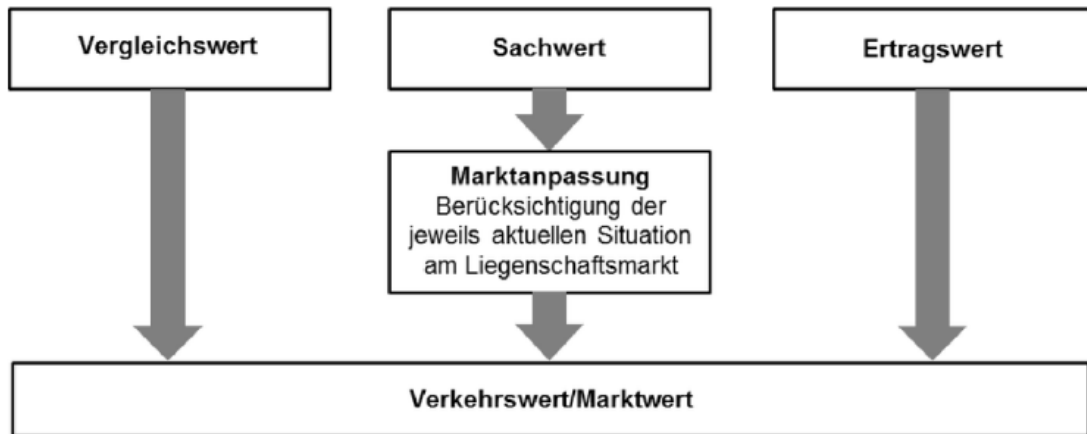 Vergleichswert
Sachwert
Ertragswert
Marktanpassung
Berücksichtigung der
jeweils aktuellen Situation
am Liegenschaftsmarkt
Verkehrswert/Marktwert